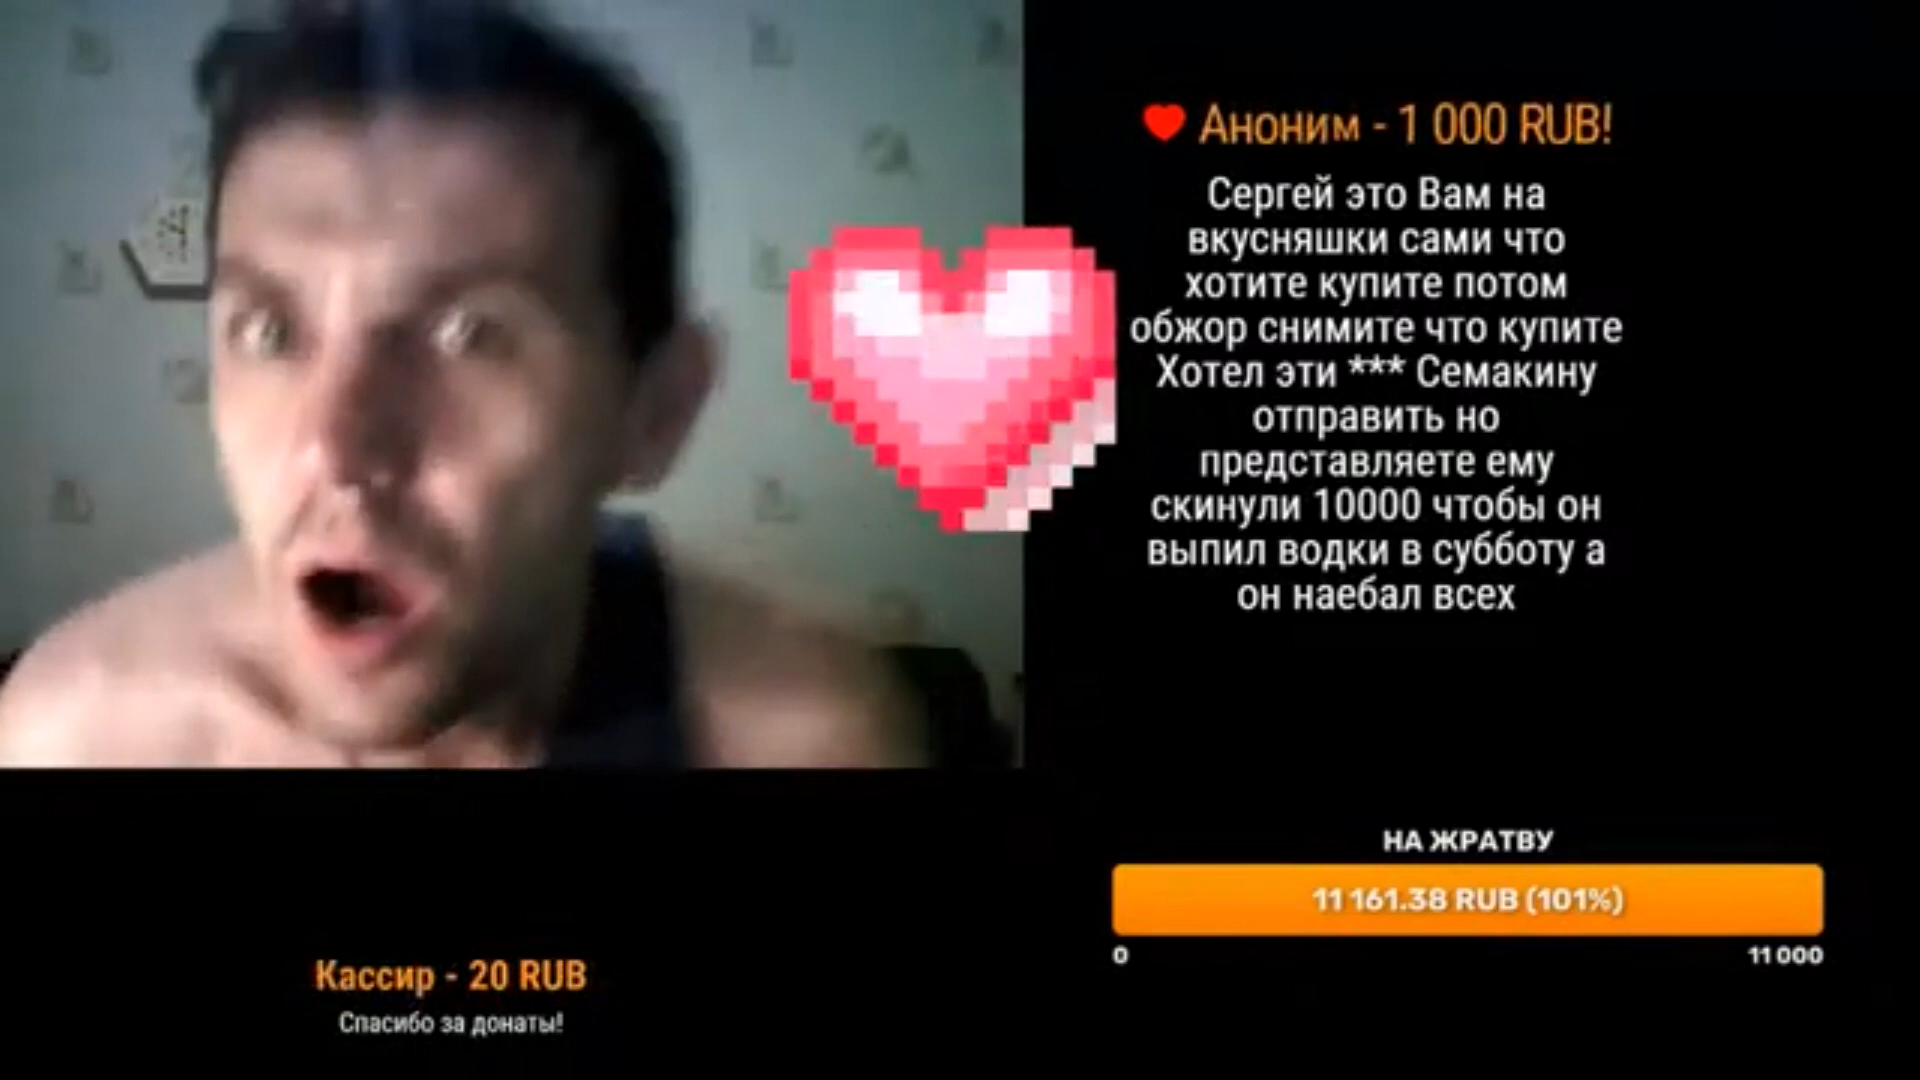 Аноним - 1 000 RUB!
Сергей это Вам на
вкусняшки сами что
хотите купите потом
обжор снимите что купите
Хотел эти *** Семакину
отправить но
представляете ему
скинули 10000 чтобы он
выпил водки в субботу а
он наебал всех
НА ЖРАТВУ
11 161.38 RUB (101%)
0
11 000
Кассир - 20 RUB
Спасибо за донаты!